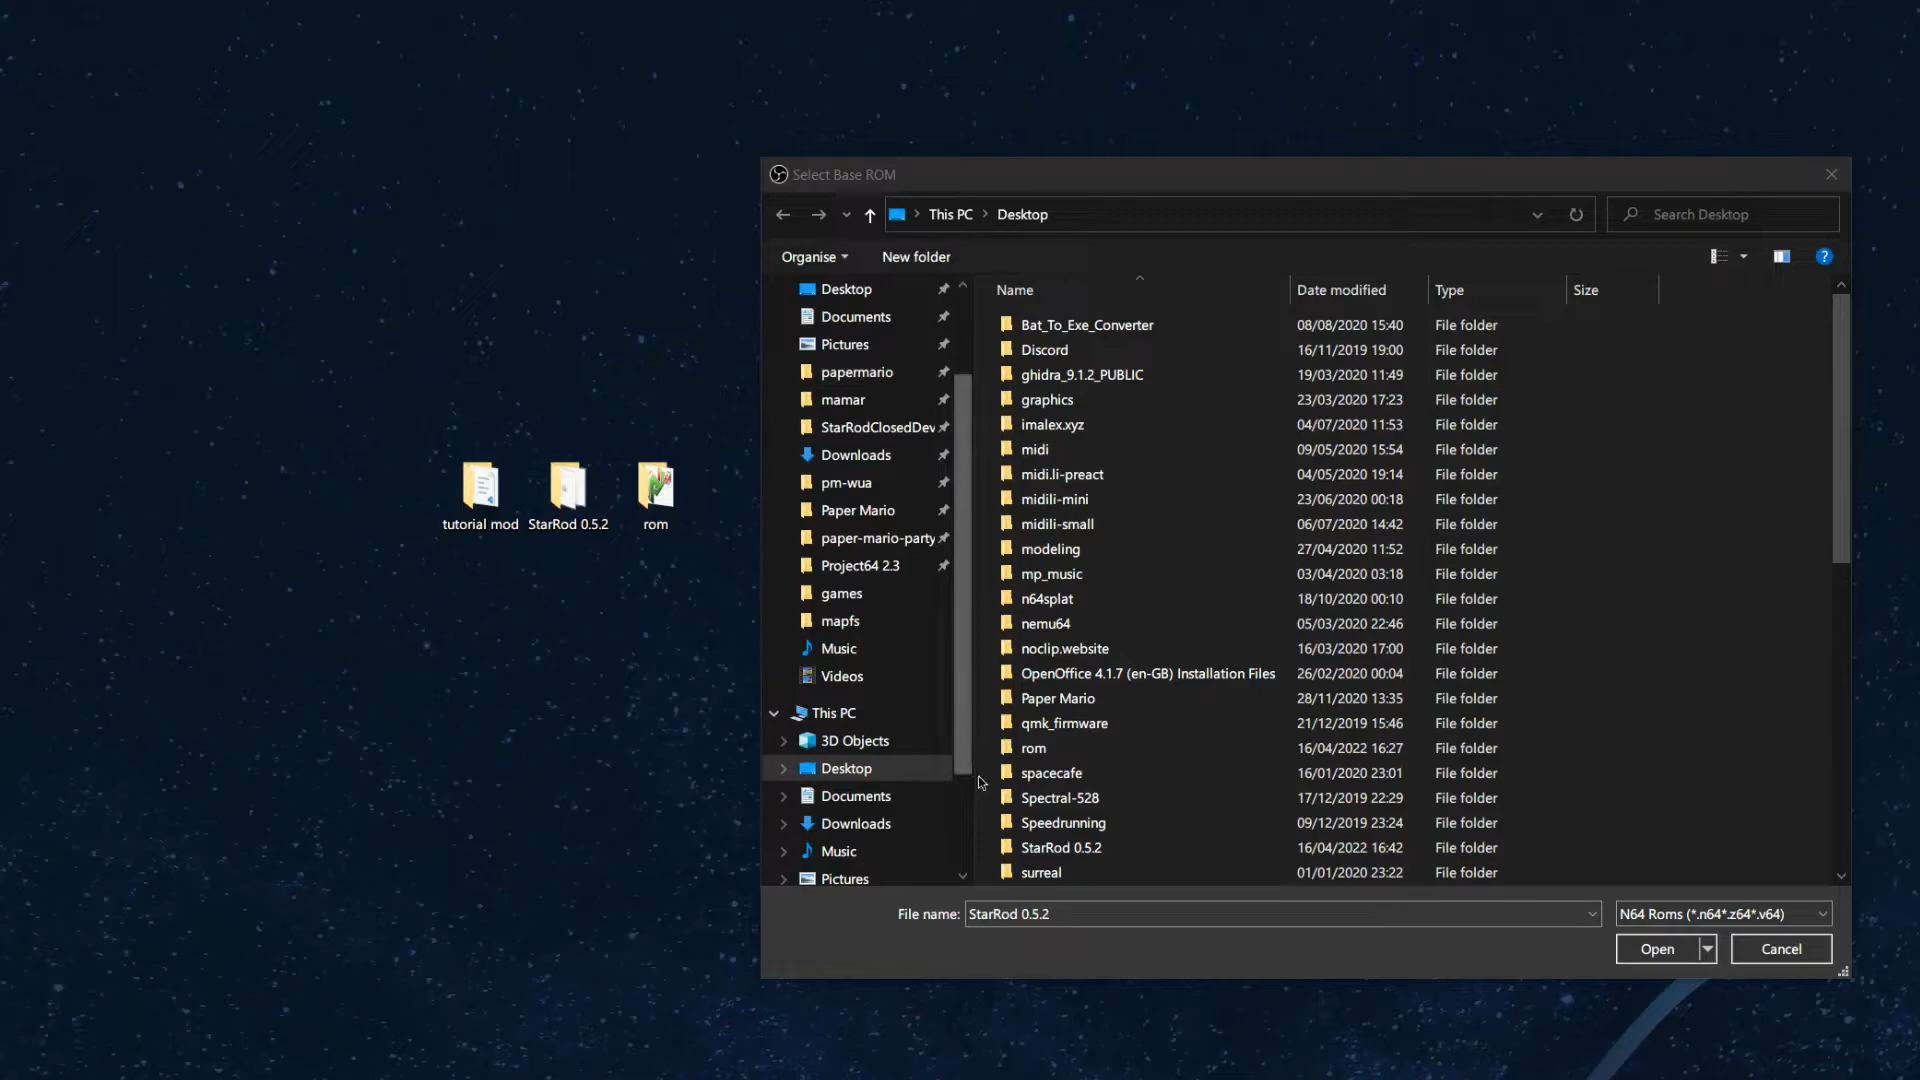 Select Base ROM
This PC Desktop
Search Desktop
Organise
New folder
?
Desktop
Documents
Pictures
papermario
mamar
StarRodClosedDev
Downloads
pm-wua
Paper Mario
paper-mario-party
Project64 2.3
games
mapfs
Music
Videos
This PC
3D Objects
Desktop
Documents
Downloads
Music
Pictures
Name Date modified Type Size
Bat_To_Exe_Converter 08/08/2020 15:40 File folder
Discord 16/11/2019 19:00 File folder
ghidra_9.1.2_PUBLIC 19/03/2020 11:49 File folder
graphics 23/03/2020 17:23 File folder
imalex.xyz 04/07/2020 11:53 File folder
midi 09/05/2020 15:54 File folder
midi.li-preact 04/05/2020 19:14 File folder
midili-mini 23/06/2020 00:18 File folder
midili-small 06/07/2020 14:42 File folder
modeling 27/04/2020 11:52 File folder
mp_music 03/04/2020 03:18 File folder
n64splat 18/10/2020 00:10 File folder
nemu64 05/03/2020 22:46 File folder
noclip.website 16/03/2020 17:00 File folder
OpenOffice 4.1.7 (en-GB) Installation Files 26/02/2020 00:04 File folder
Paper Mario 28/11/2020 13:35 File folder
qmk_firmware 21/12/2019 15:46 File folder
rom 16/04/2022 16:27 File folder
spacecafe 16/01/2020 23:01 File folder
Spectral-528 17/12/2019 22:29 File folder
Speedrunning 09/12/2019 23:24 File folder
StarRod 0.5.2 16/04/2022 16:42 File folder
surreal 01/01/2020 23:22 File folder
File name: StarRod 0.5.2
N64 Roms (*.n64*.z64*.v64)
Open
Cancel
tutorial mod
StarRod 0.5.2
rom